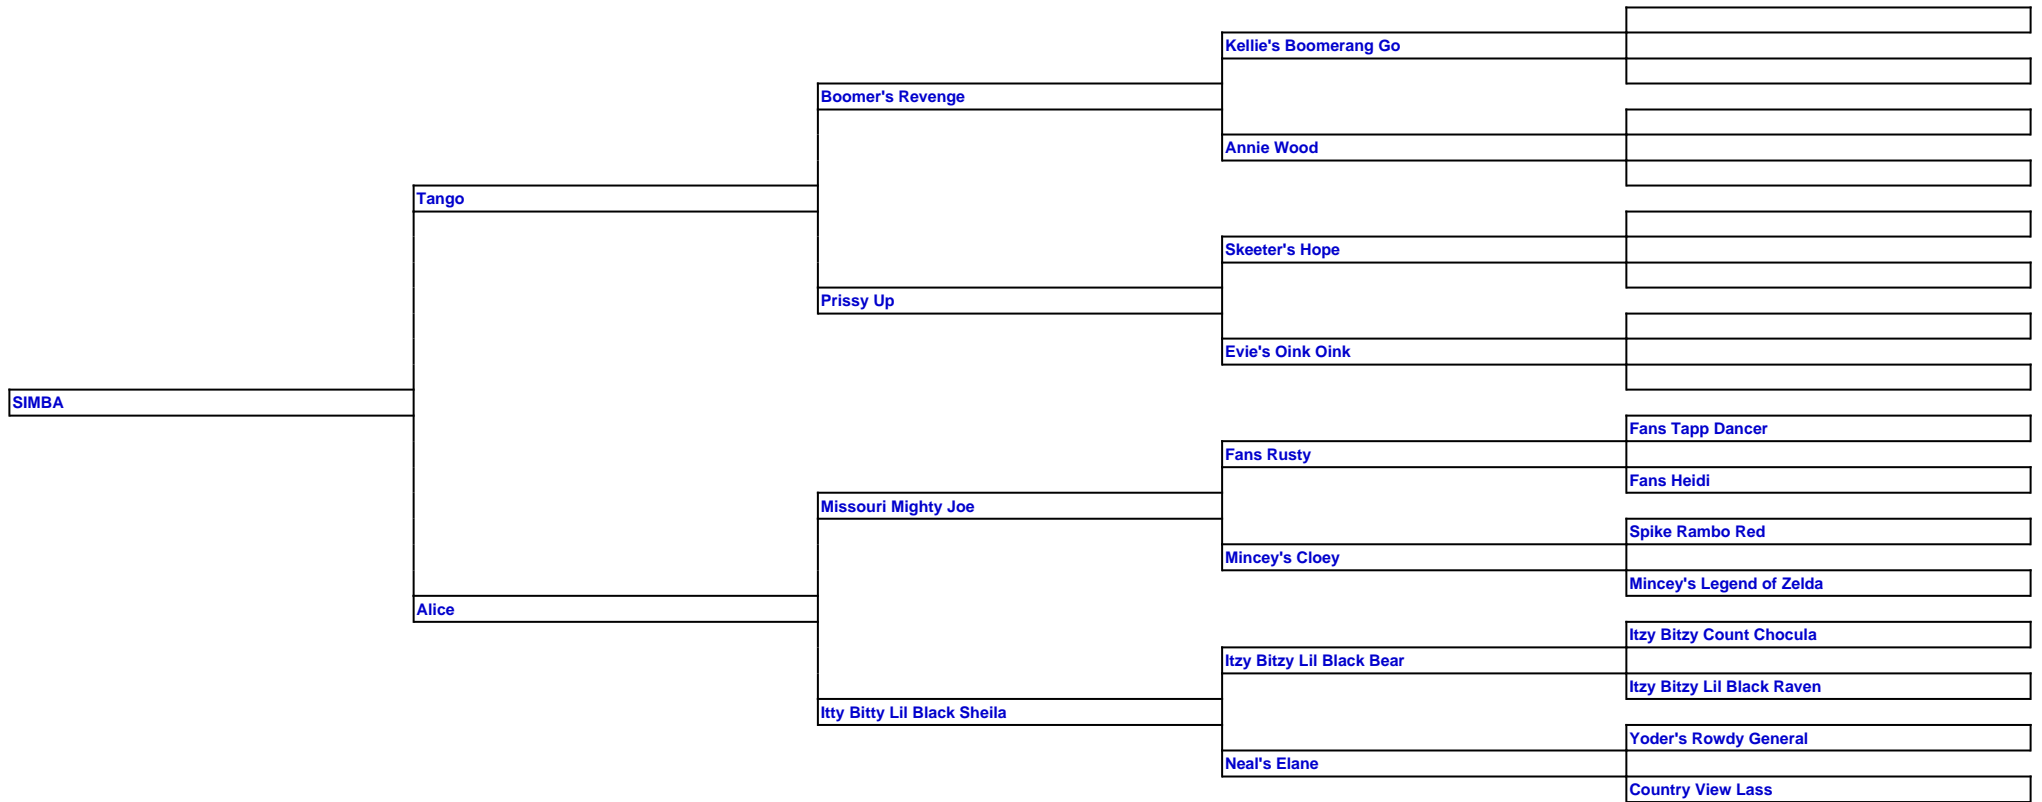 Kellie's Boomerang Go
Boomer's Revenge
Annie Wood
Tango
Skeeter's Hope
Prissy Up
Evie's Oink Oink
SIMBA
Fans Tapp Dancer
Fans Rusty
Fans Heidi
Missouri Mighty Joe
Spike Rambo Red
Mincey's Cloey
Mincey's Legend of Zelda
Alice
Itzy Bitzy Count Chocula
Itzy Bitzy Lil Black Bear
Itzy Bitzy Lil Black Raven
Itty Bitty Lil Black Sheila
Yoder's Rowdy General
Neal's Elane
Country View Lass